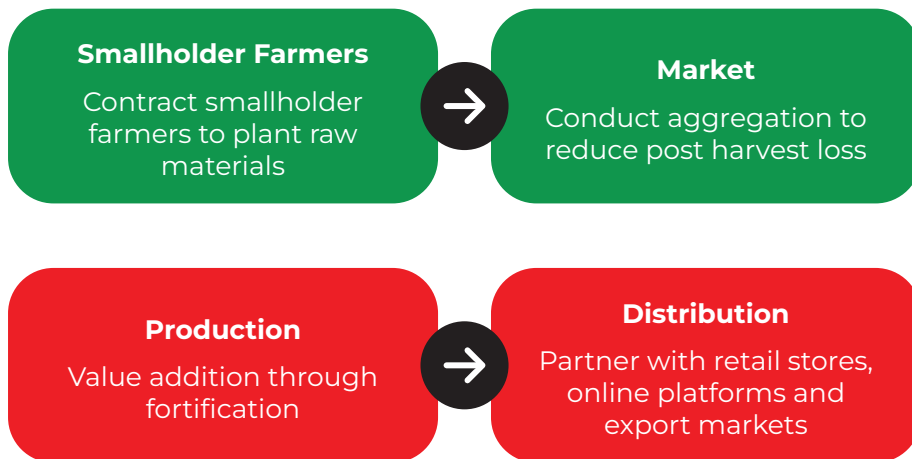 Smallholder Farmers
Contract smallholder
farmers to plant raw
materials
Market
Conduct aggregation to
reduce post harvest loss
Production
Value addition through
fortification
Distribution
Partner with retail stores,
online platforms and
export markets